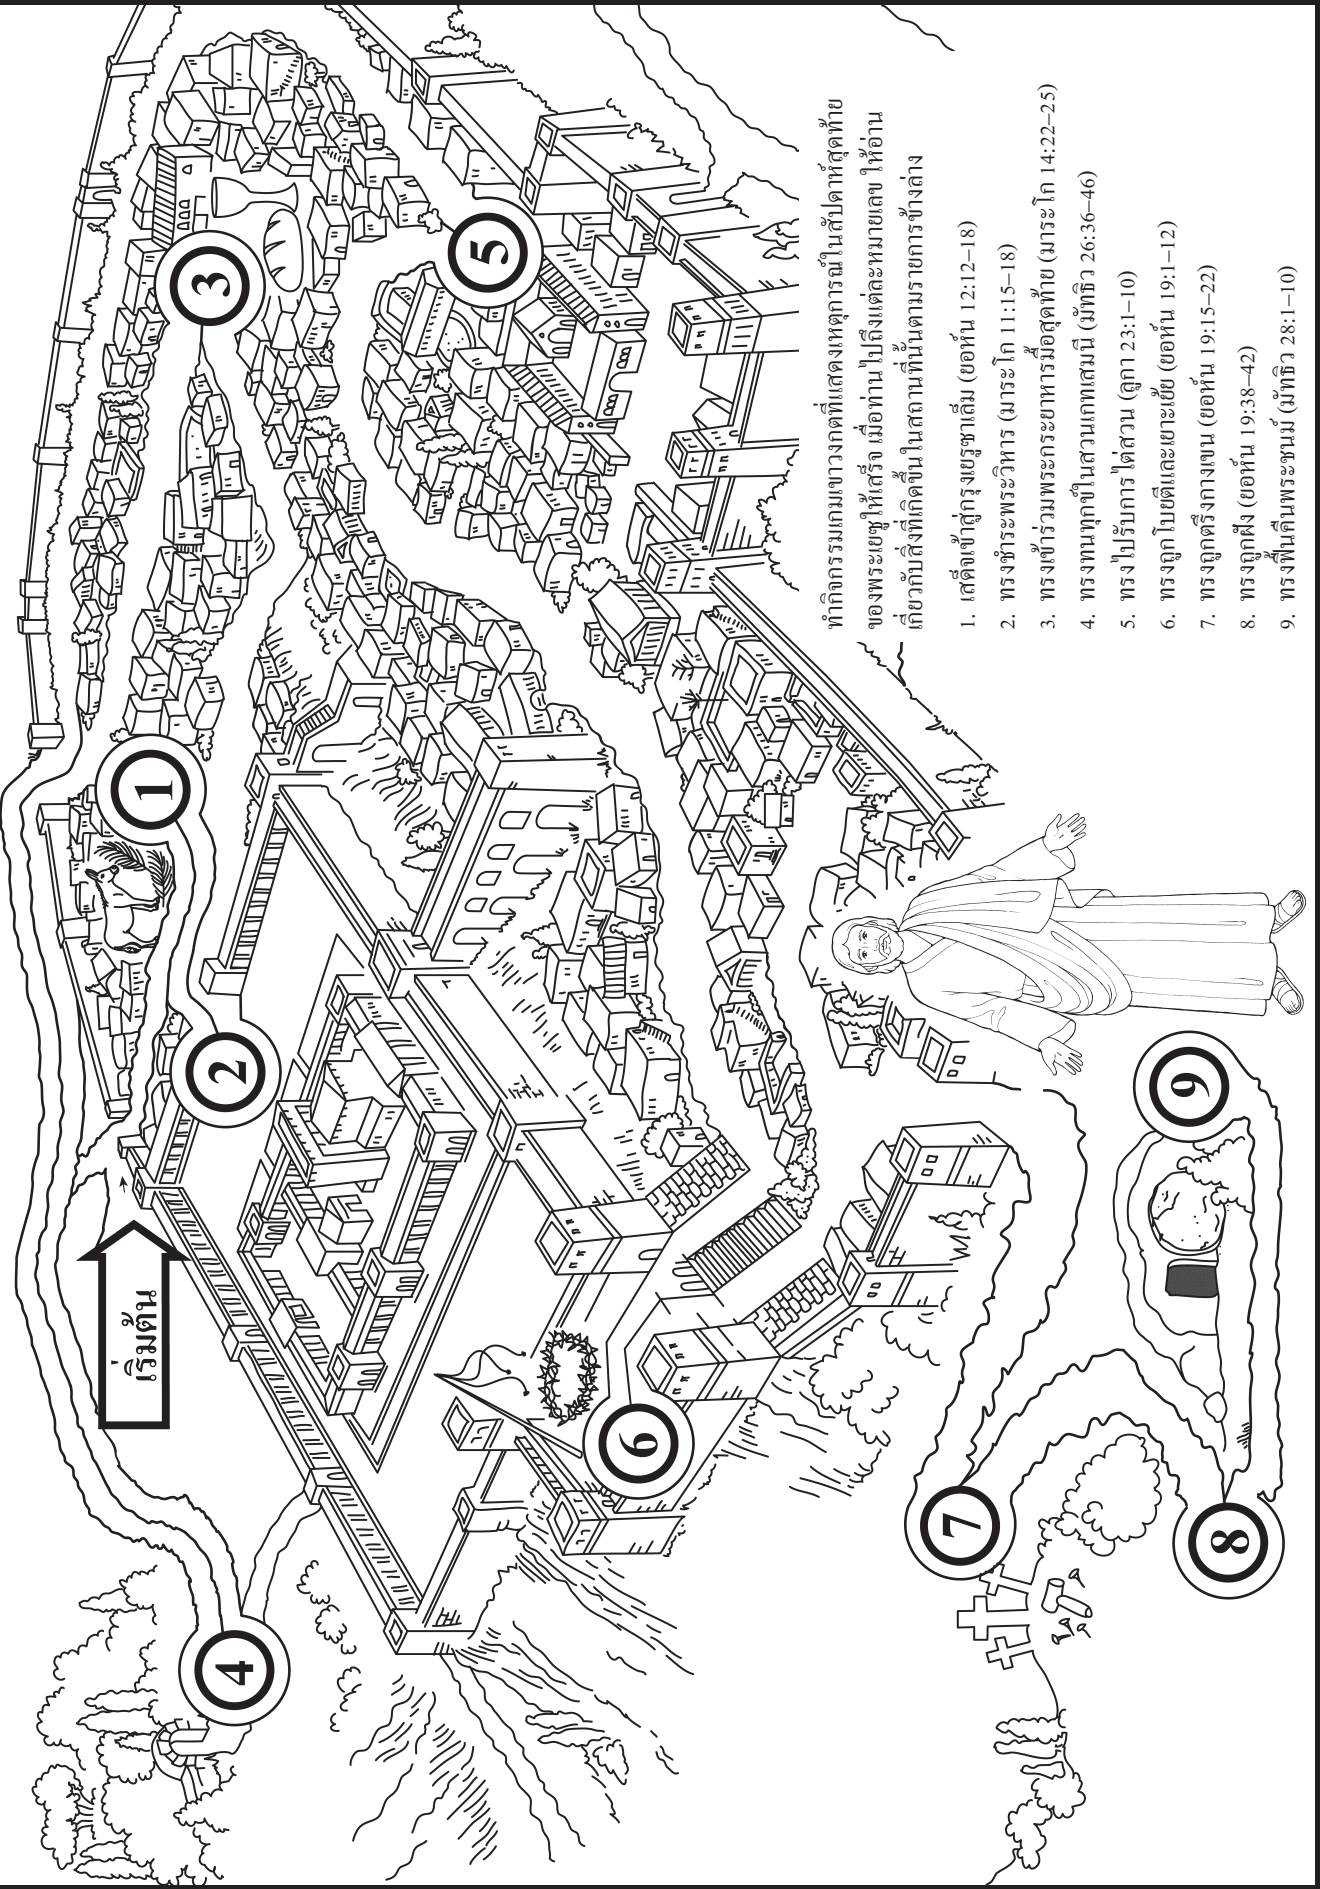 ทำกิจกรรมเกมเขาวงกตที่แสดงเหตุการณ์ในสัปดาห์สุดท้าย
ของพระเยซูให้เสร็จ เมื่อท่านไปถึงแต่ละหมายเลข ให้อ่าน
เกี่ยวกับสิ่งที่เกิดขึ้นในสถานที่นั้นตามรายการข้างล่าง
1. เสด็จเข้าสู่กรุงเยรูซาเล็ม (ยอห์น 12:12–18)
2. ทรงชำระพระวิหาร (มาระโก 11:15–18)
3. ทรงเข้าร่วมพระกระยาหารมื้อสุดท้าย (มาระโก 14:22–25)
4. ทรงทนทุกข์ในสวนเกทเสมนี (มัทธิว 26:36–46)
5. ทรงไปรับการไต่สวน (ลูกา 23:1–10)
6. ทรงถูกโบยตีและเยาะเย้ย (ยอห์น 19:1–12)
7. ทรงถูกตรึงกางเขน (ยอห์น 19:15–22)
8. ทรงถูกฝัง (ยอห์น 19:38–42)
9. ทรงฟื้นคืนพระชนม์ (มัทธิว 28:1–10)
เริ่มต้น
1
2
3
4
5
6
7
8
9